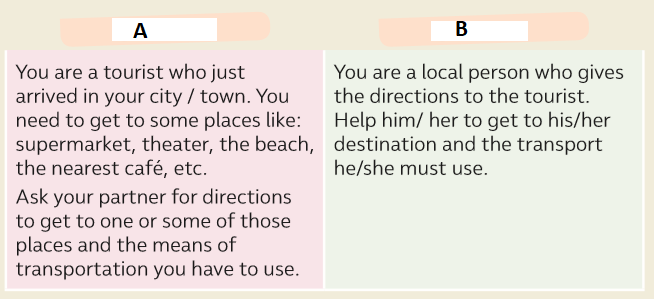 A
You are a tourist who just
arrived in your city / town. You
need to get to some places like:
supermarket, theater, the beach,
the nearest café, etc.
Ask your partner for directions
to get to one or some of those
places and the means of
transportation you have to use.
B
You are a local person who gives
the directions to the tourist.
Help him/ her to get to his/her
destination and the transport
he/she must use.